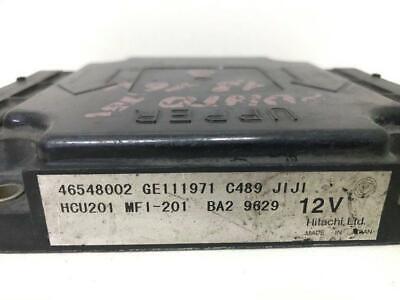 UPPER
46548002 GE111971 C489 JIJI
HCU201 MFI-201 BA2 9629 12V
Hitachi, Ltd.
MADE IN JAPAN